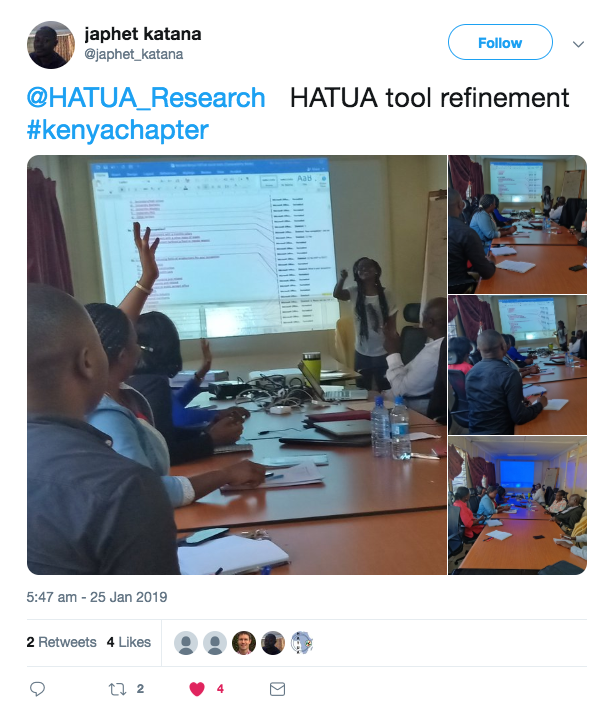 japhet katana
@japhet_katana
Follow
@HATUA_Research HATUA tool refinement
#kenyachapter
AaB
5:47 am - 25 Jan 2019
2 Retweets 4 Likes
2
4